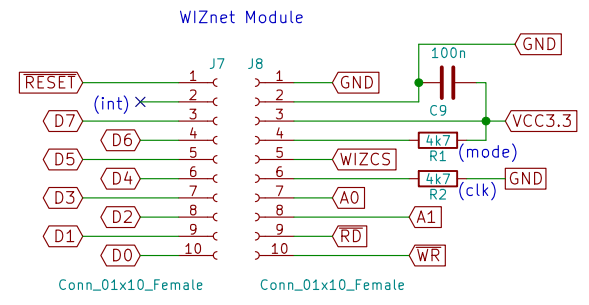 WIZnet Module
J7
J8
100n
GND
RESET
1
1
GND
C9
(int)
2
2
D7
3
3
VCC3.3
D6
4
4
4k7
R1
(mode)
D5
5
5
WIZCS
D4
6
6
4k7
GND
R2
(clk)
D3
7
7
A0
D2
8
8
A1
D1
9
9
RD
D0
10
10
WR
Conn_01x10_Female
Conn_01x10_Female